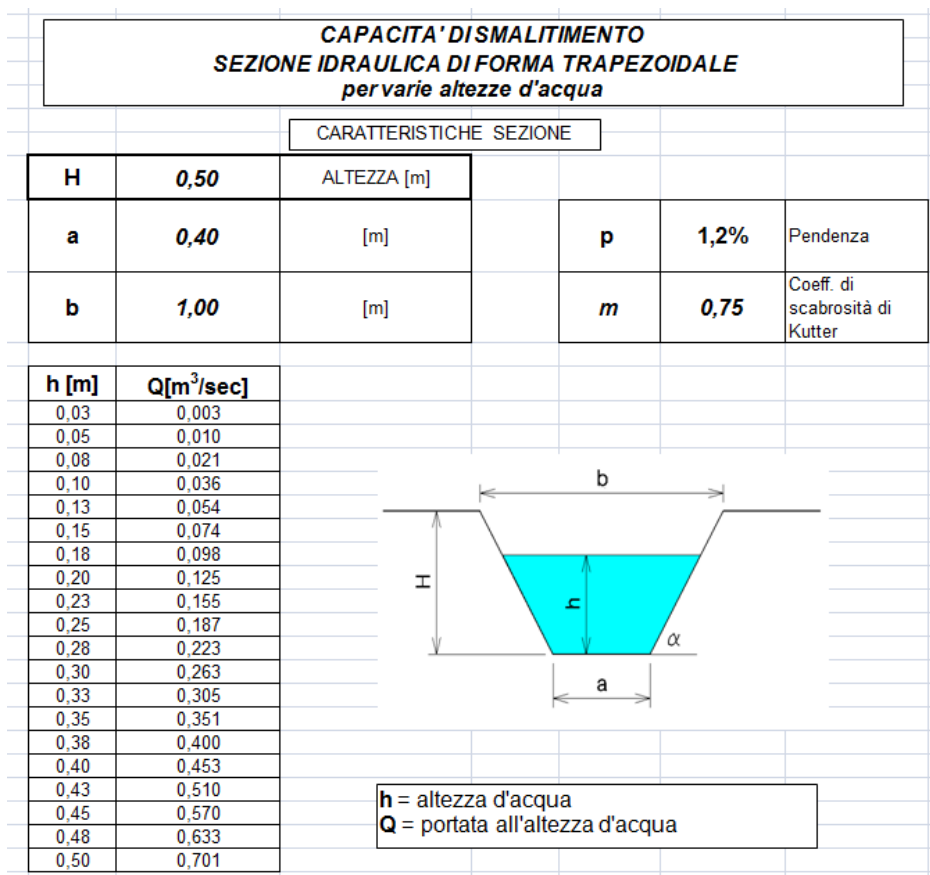 CAPACITA' DI SMALITIMENTO
SEZIONE IDRAULICA DI FORMA TRAPEZOIDALE
per varie altezze d'acqua
CARATTERISTICHE SEZIONE
H 0,50 ALTEZZA [m]
a 0,40 [m] p 1,2% Pendenza
b 1,00 [m] m 0,75 Coeff. di
scabrosità di
Kutter
h [m] Q[m³/sec]
0,03 0,003
0,05 0,010
0,08 0,021
0,10 0,036
0,13 0,054
0,15 0,074
0,18 0,098
0,20 0,125
0,23 0,155
0,25 0,187
0,28 0,223
0,30 0,263
0,33 0,305
0,35 0,351
0,38 0,400
0,40 0,453
0,43 0,510
0,45 0,570
0,48 0,633
0,50 0,701
b
H
h
α
a
h = altezza d'acqua
Q = portata all'altezza d'acqua